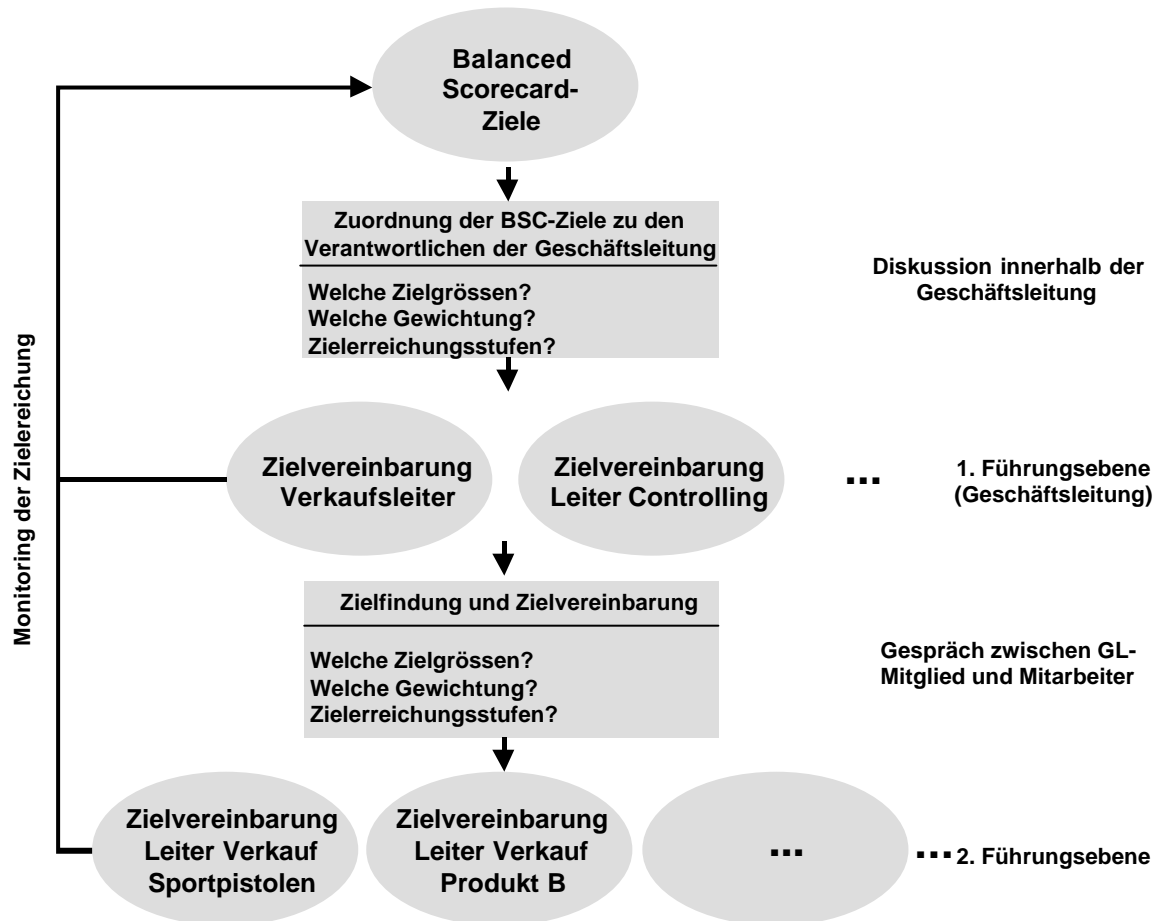 Balanced
Scorecard-
Ziele
Zuordnung der BSC-Ziele zu den
Verantwortlichen der Geschäftsleitung
Welche Zielgrössen?
Welche Gewichtung?
Zielerreichungsstufen?
Diskussion innerhalb der
Geschäftsleitung
Monitoring der Zielereichung
Zielvereinbarung
Verkaufsleiter
Zielvereinbarung
Leiter Controlling
...
1. Führungsebene
(Geschäftsleitung)
Zielfindung und Zielvereinbarung
Welche Zielgrössen?
Welche Gewichtung?
Zielerreichungsstufen?
Gespräch zwischen GL-
Mitglied und Mitarbeiter
Zielvereinbarung
Leiter Verkauf
Sportpistolen
Zielvereinbarung
Leiter Verkauf
Produkt B
...
... 2. Führungsebene